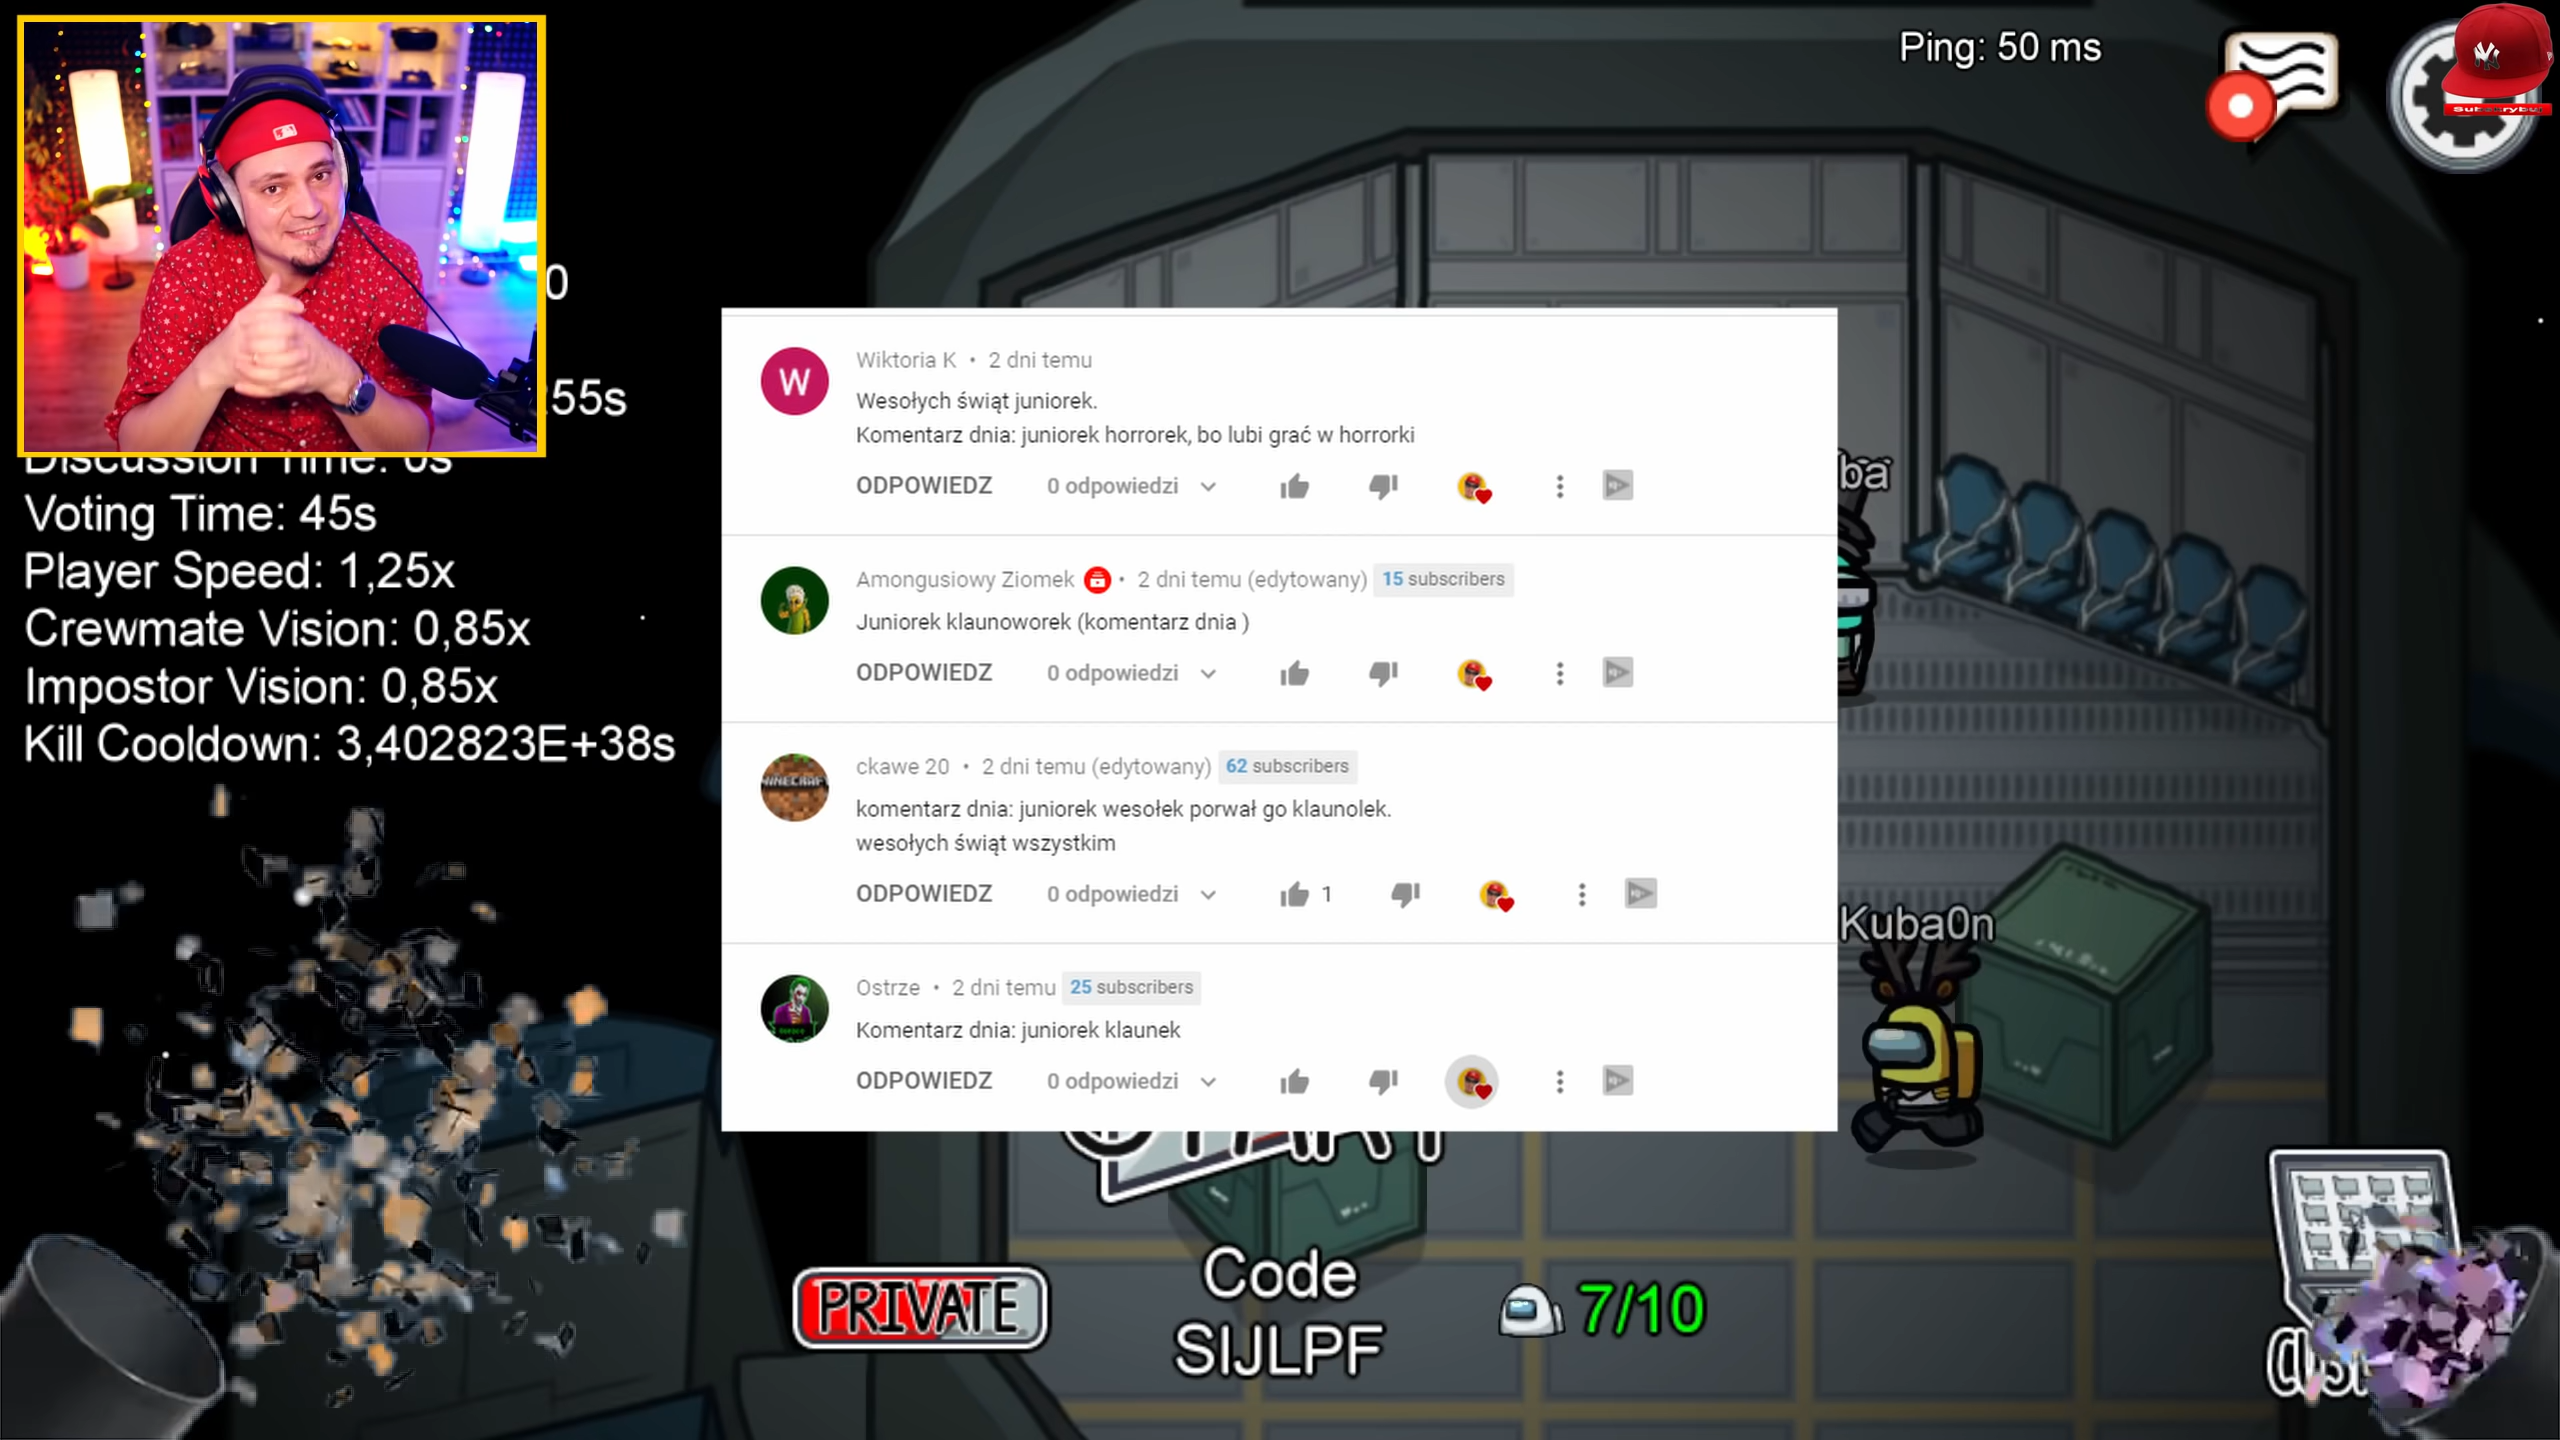 Ping: 50 ms
0
55s
Discussion Time: 0s
Voting Time: 45s
Player Speed: 1,25x
Crewmate Vision: 0,85x
Impostor Vision: 0,85x
Kill Cooldown: 3,402823E+38s
W
Wiktoria K • 2 dni temu
Wesołych świąt juniorek.
Komentarz dnia: juniorek horrorek, bo lubi grać w horrorki
ODPOWIEDZ 0 odpowiedzi
Amongusiowy Ziomek • 2 dni temu (edytowany) 15 subscribers
Juniorek klaunoworek (komentarz dnia )
ODPOWIEDZ 0 odpowiedzi
MINECRAFT
ckawe 20 • 2 dni temu (edytowany) 62 subscribers
komentarz dnia: juniorek wesołek porwał go klaunolek.
wesołych świąt wszystkim
ODPOWIEDZ 0 odpowiedzi 1
Ostrze • 2 dni temu 25 subscribers
Komentarz dnia: juniorek klaunek
ODPOWIEDZ 0 odpowiedzi
ba
Kuba0n
START
PRIVATE
Code
SIJLPF
7/10